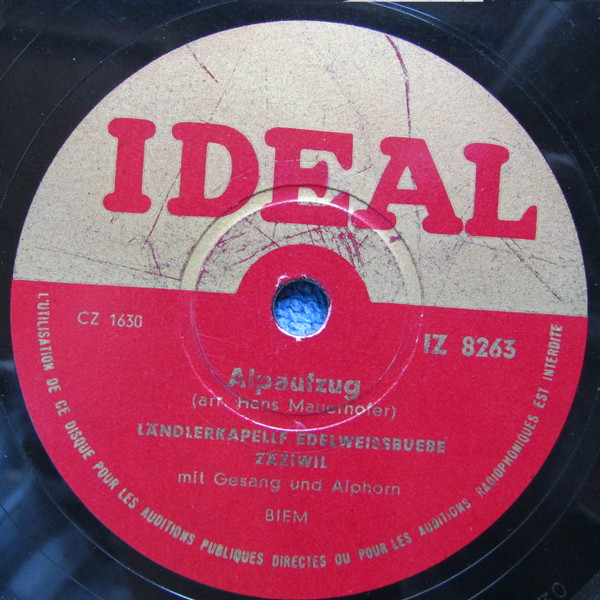 IDEAL
CZ 1630
IZ 8263
Alpaufzug
(arr. Hans Mauerhofer)
LÄNDLERKAPELLE EDELWEISSBUEBE
ZÄZIWIL
mit Gesang und Alphorn
BIEM
L'UTILISATION DE CE DISQUE POUR LES AUDITIONS PUBLIQUES DIRECTES OU POUR LES AUDITIONS RADIOPHONIQUES EST INTERDITE